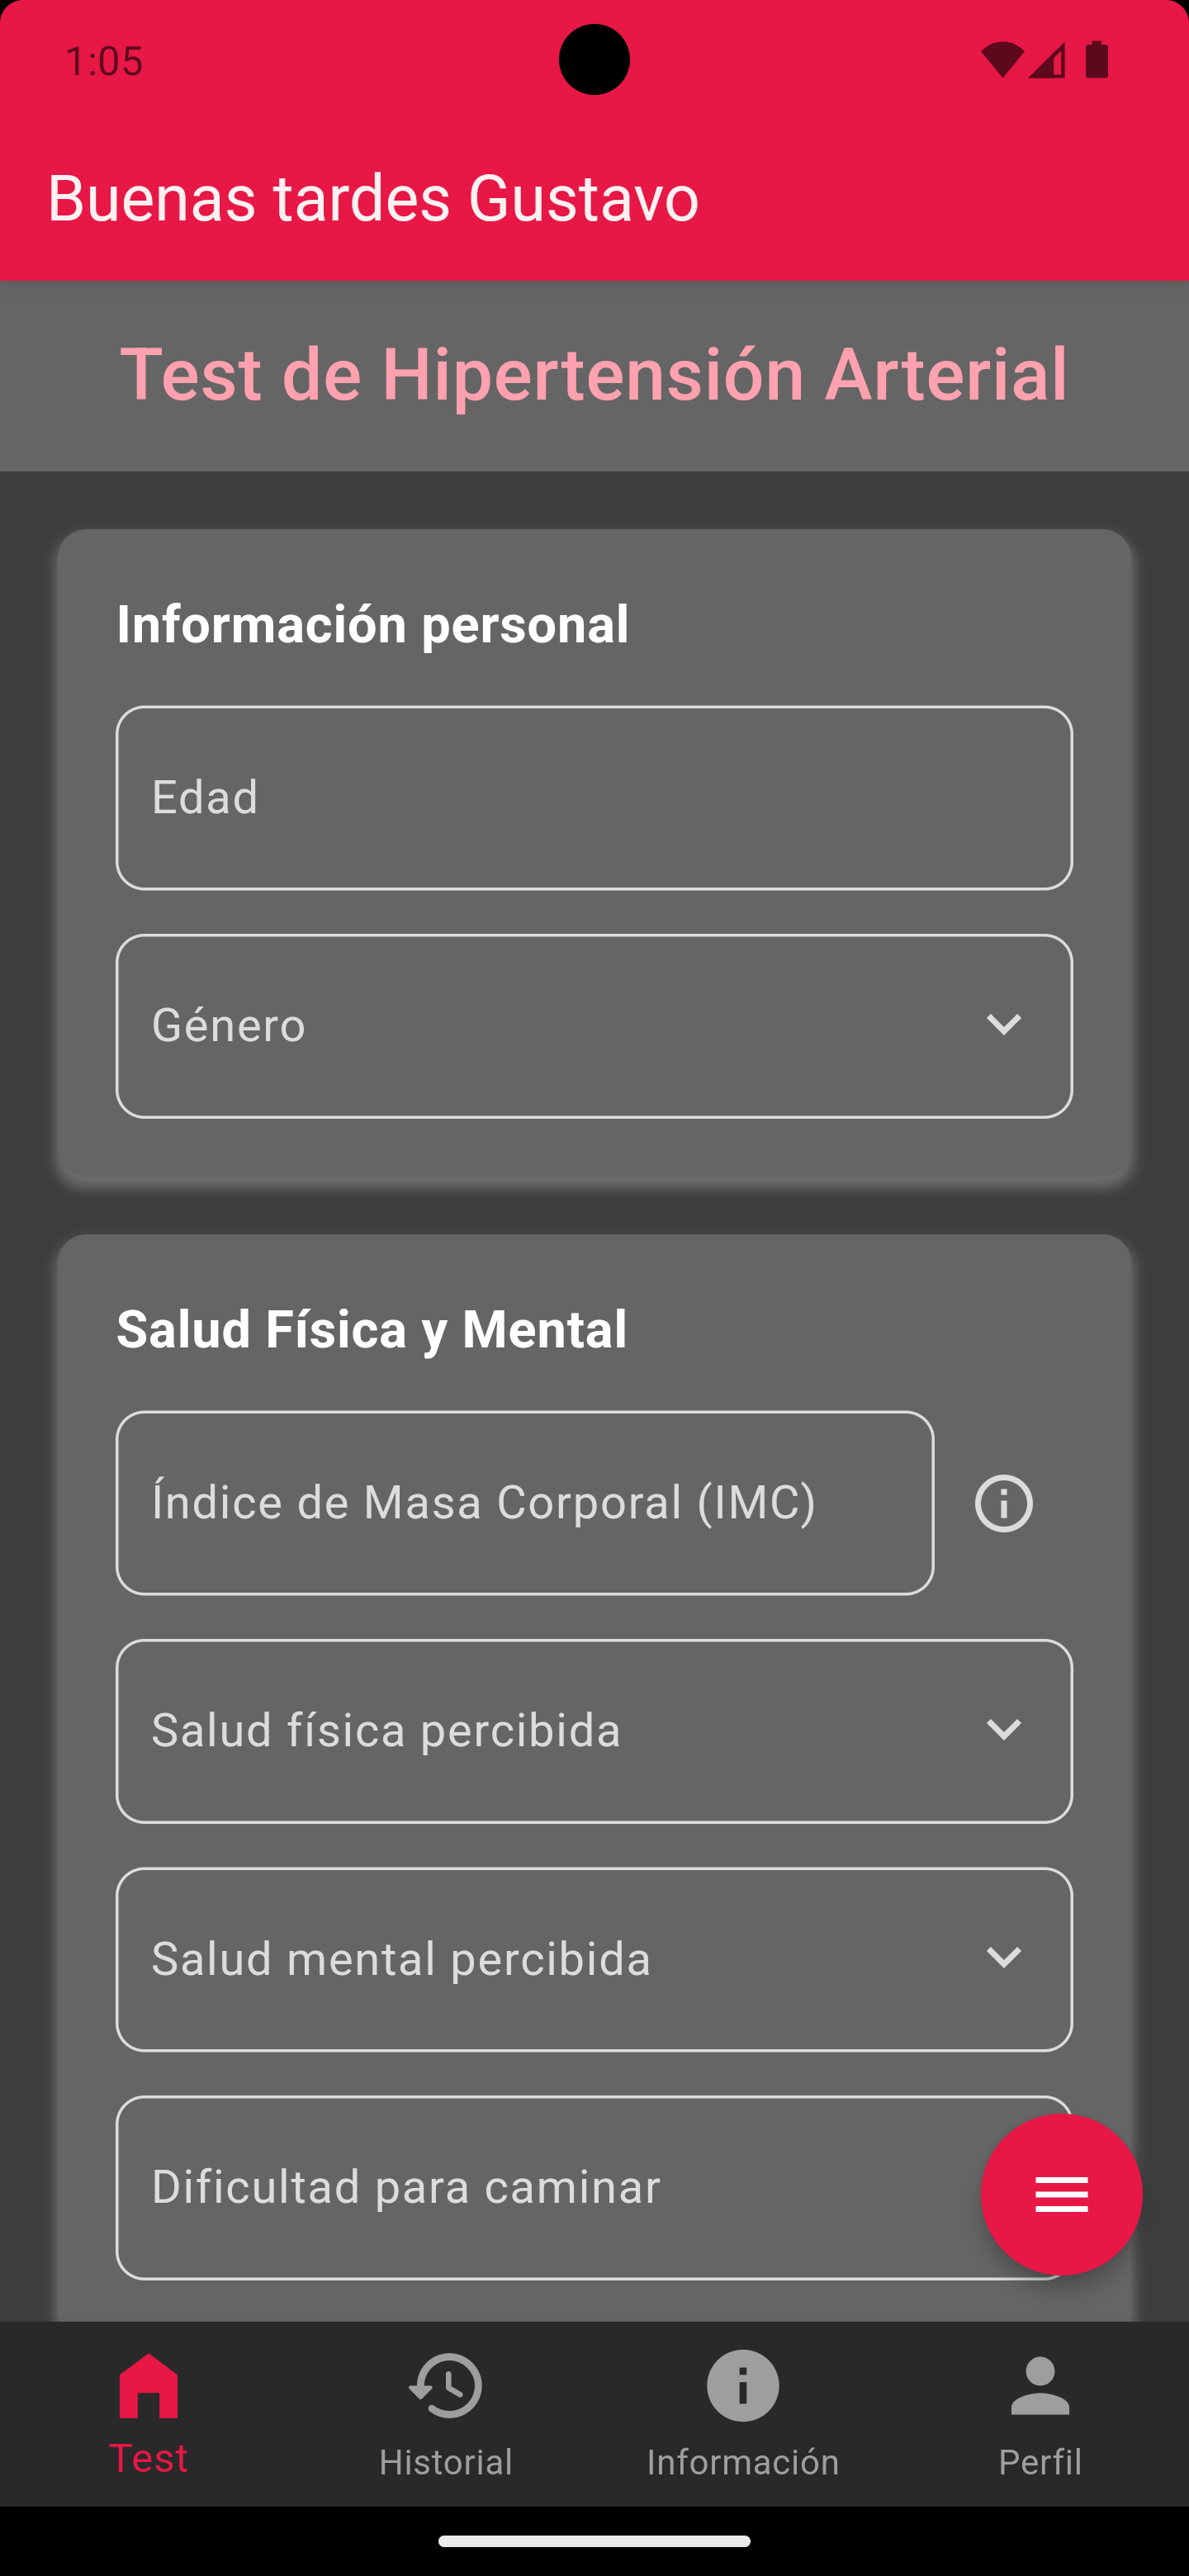 1:05
Buenas tardes Gustavo
Test de Hipertensión Arterial
Información personal
Edad
Género
Salud Física y Mental
Índice de Masa Corporal (IMC)
Salud física percibida
Salud mental percibida
Dificultad para caminar
Test
Historial
Información
Perfil